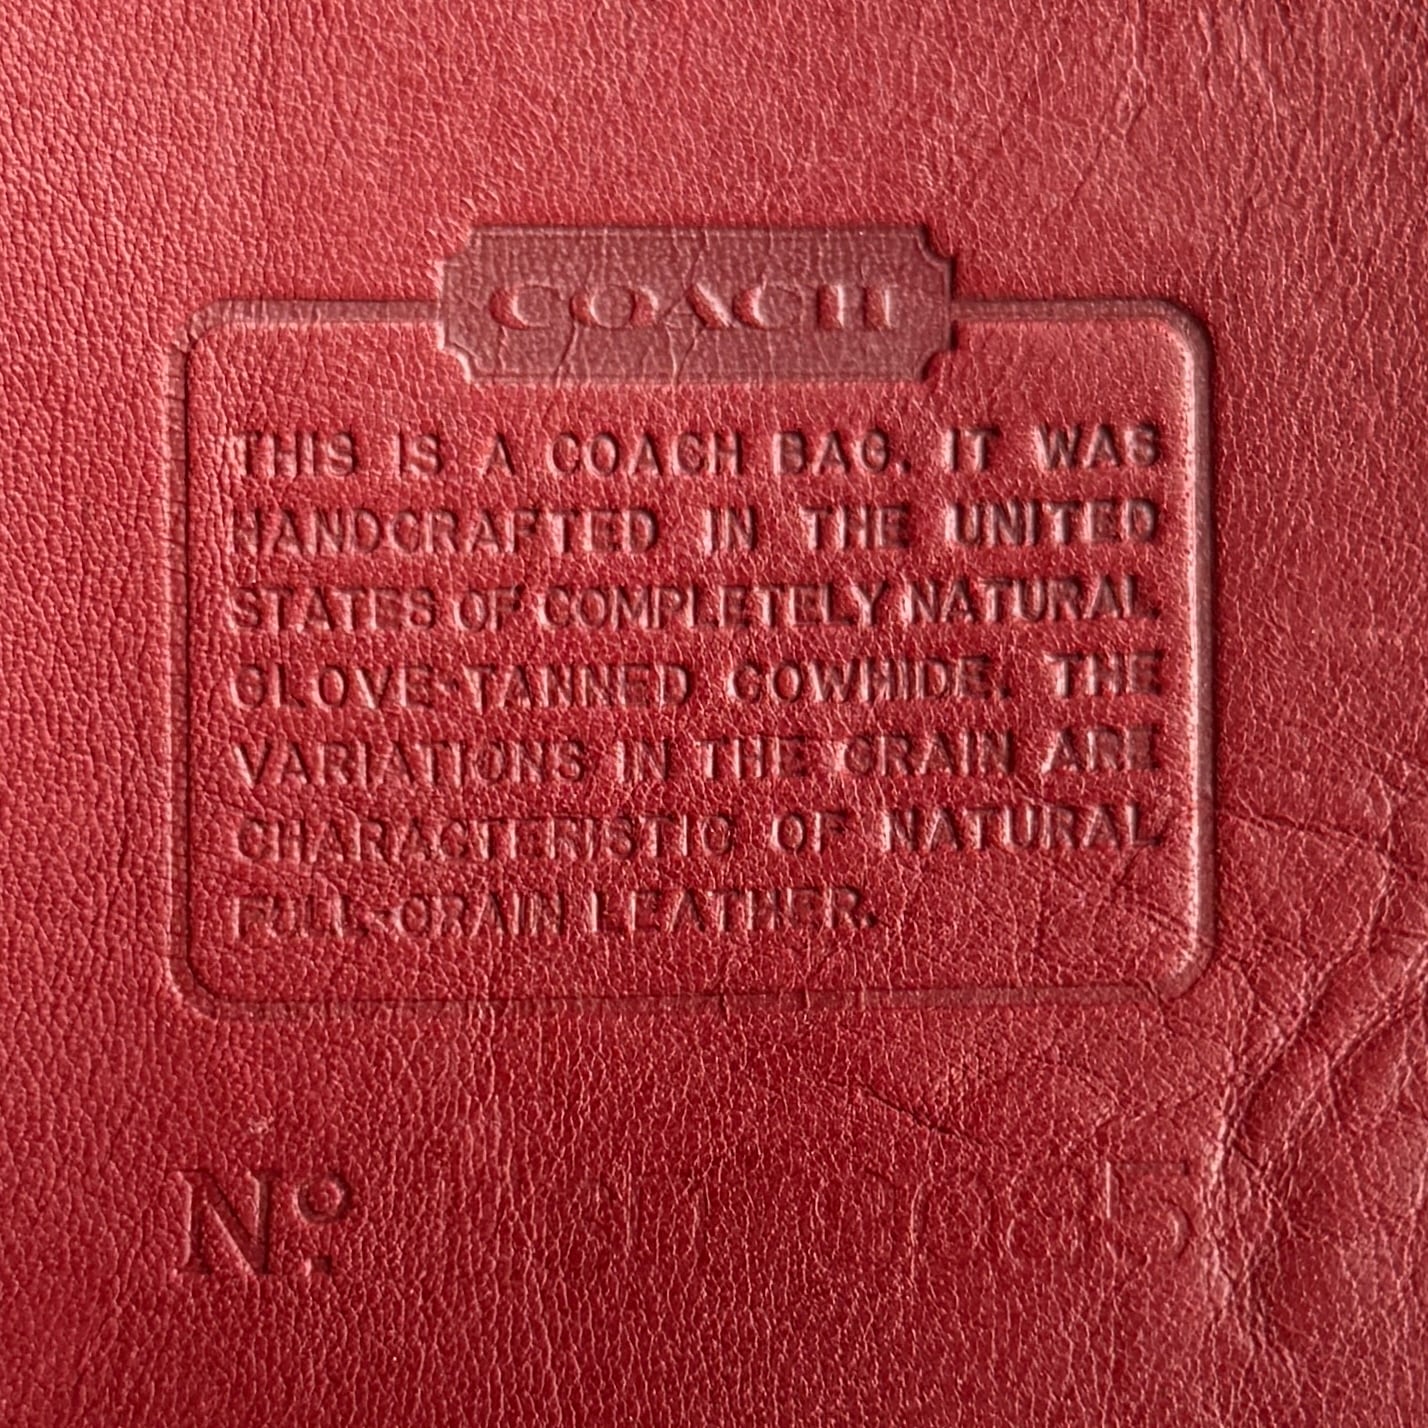 COACH
THIS IS A COACH BAG. IT WAS
HANDCRAFTED IN THE UNITED
STATES OF COMPLETELY NATURAL
GLOVE-TANNED COWHIDE. THE
VARIATIONS IN THE GRAIN ARE
CHARACTERISTIC OF NATURAL
FULL-GRAIN LEATHER.
Nº.